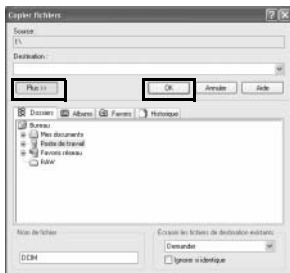 Copier fichiers
Source:
E:\
Destination :
Plus >>
OK
Annuler
Aide
Dossiers
Albums
Favoris
Historique
Bureau
Mes documents
Poste de travail
Favoris réseau
RAW
Nom de fichier
Ecraser les fichiers de destination existants
DCIM
Demander
Ignorer si identique